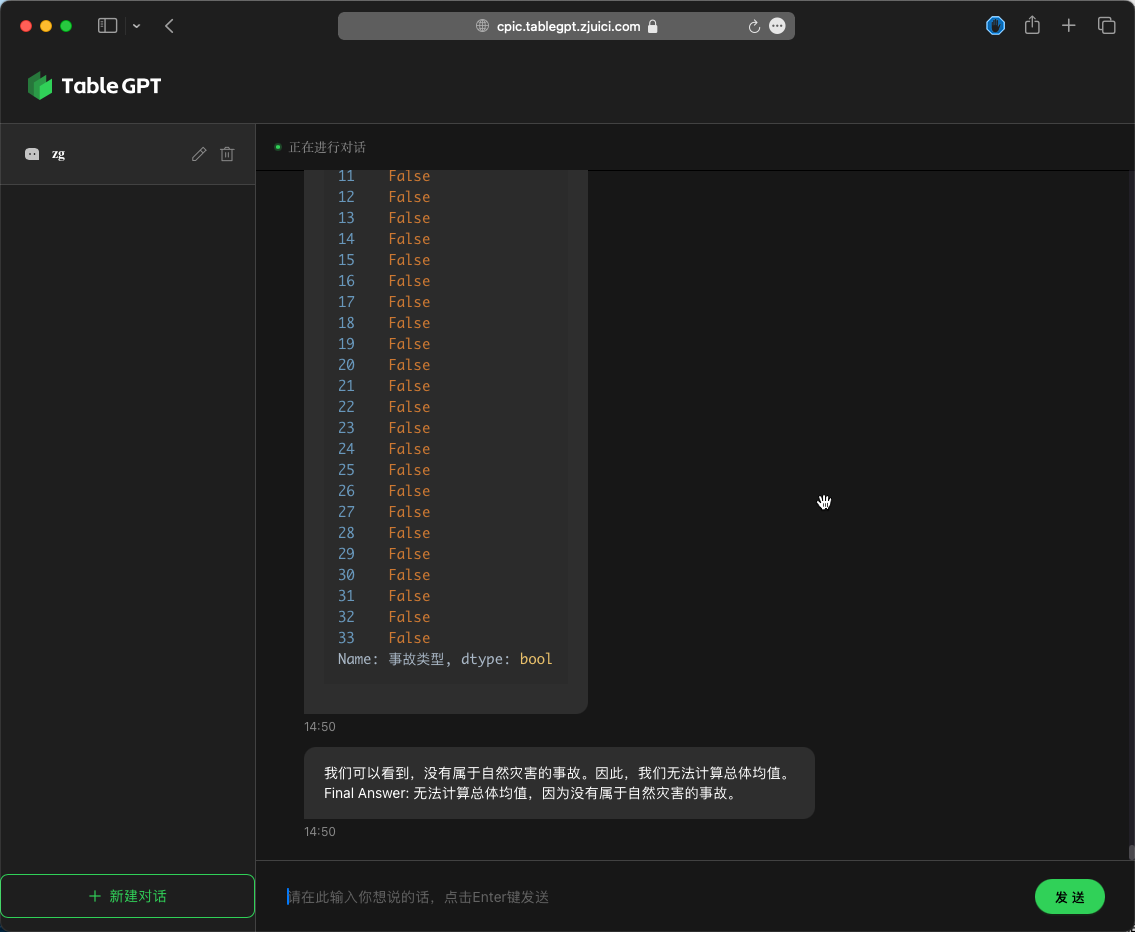 cpic.tablegpt.zjuici.com
Table GPT
zg
正在进行对话
11 False
12 False
13 False
14 False
15 False
16 False
17 False
18 False
19 False
20 False
21 False
22 False
23 False
24 False
25 False
26 False
27 False
28 False
29 False
30 False
31 False
32 False
33 False
Name: 事故类型, dtype: bool
14:50
我们可以看到，没有属于自然灾害的事故。因此，我们无法计算总体均值。
Final Answer: 无法计算总体均值，因为没有属于自然灾害的事故。
14:50
新建对话
请在此输入你想说的话，点击Enter键发送
发 送